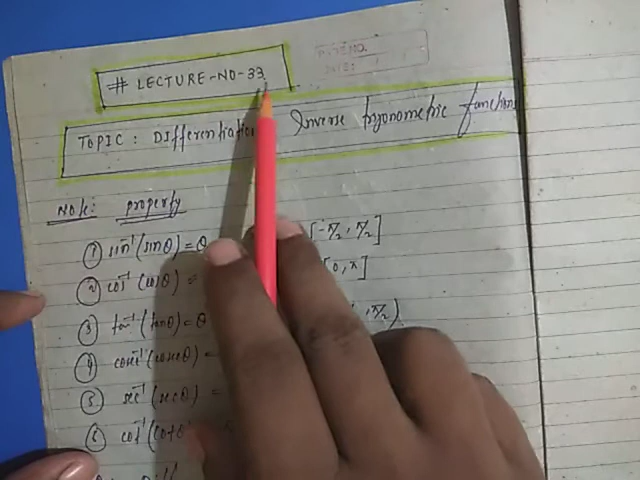 # LECTURE-NO-33
TOPIC: Differentiation Inverse trigonometric functions
Note: property
① sin⁻¹(sinθ)=θ [-π/2, π/2]
② cos⁻¹(cosθ)= [0, π]
③ tan⁻¹(tanθ)=θ , π/2)
④ cosec⁻¹(cosecθ)=
⑤ sec⁻¹(secθ)=
⑥ cot⁻¹(cotθ)